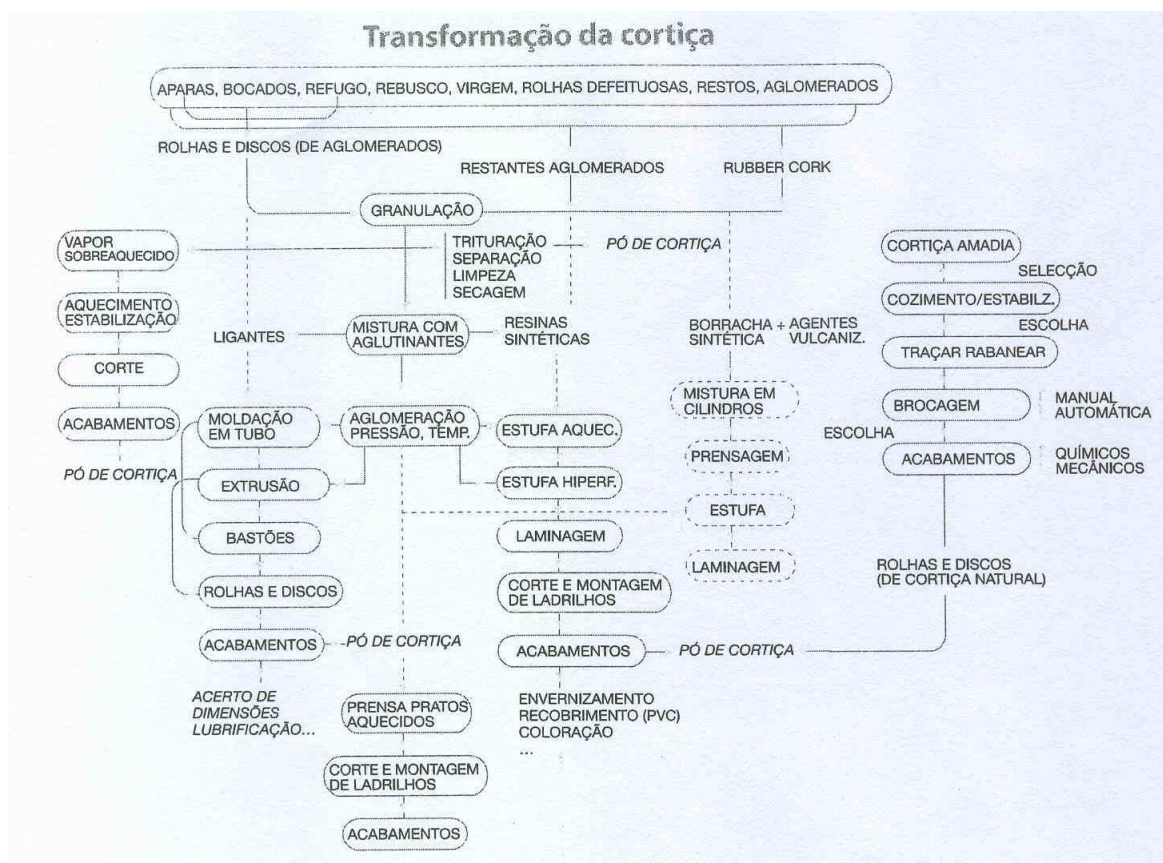 Transformação da cortiça
APARAS, BOCADOS, REFUGO, REBUSCO, VIRGEM, ROLHAS DEFEITUOSAS, RESTOS, AGLOMERADOS
ROLHAS E DISCOS (DE AGLOMERADOS)
RESTANTES AGLOMERADOS
RUBBER CORK
GRANULAÇÃO
VAPOR
SOBREAQUECIDO
TRITURAÇÃO
SEPARAÇÃO
LIMPEZA
SECAGEM
PÓ DE CORTIÇA
CORTIÇA AMADIA
SELECÇÃO
AQUECIMENTO
ESTABILIZAÇÃO
COZIMENTO/ESTABILZ.
ESCOLHA
LIGANTES
MISTURA COM
AGLUTINANTES
RESINAS
SINTÉTICAS
BORRACHA + AGENTES
SINTÉTICA VULCANIZ.
TRAÇAR RABANEAR
CORTE
MISTURA EM
CILINDROS
BROCAGEM
MANUAL
AUTOMÁTICA
ACABAMENTOS
MOLDAÇÃO
EM TUBO
AGLOMERAÇÃO
PRESSÃO, TEMP.
ESTUFA AQUEC.
ESCOLHA
PÓ DE CORTIÇA
PRENSAGEM
ACABAMENTOS
QUÍMICOS
MECÂNICOS
EXTRUSÃO
ESTUFA HIPERF.
ESTUFA
BASTÕES
LAMINAGEM
LAMINAGEM
ROLHAS E DISCOS
(DE CORTIÇA NATURAL)
ROLHAS E DISCOS
CORTE E MONTAGEM
DE LADRILHOS
ACABAMENTOS
PÓ DE CORTIÇA
ACABAMENTOS
PÓ DE CORTIÇA
ACERTO DE
DIMENSÕES
LUBRIFICAÇÃO...
PRENSA PRATOS
AQUECIDOS
ENVERNIZAMENTO
RECOBRIMENTO (PVC)
COLORAÇÃO
...
CORTE E MONTAGEM
DE LADRILHOS
ACABAMENTOS